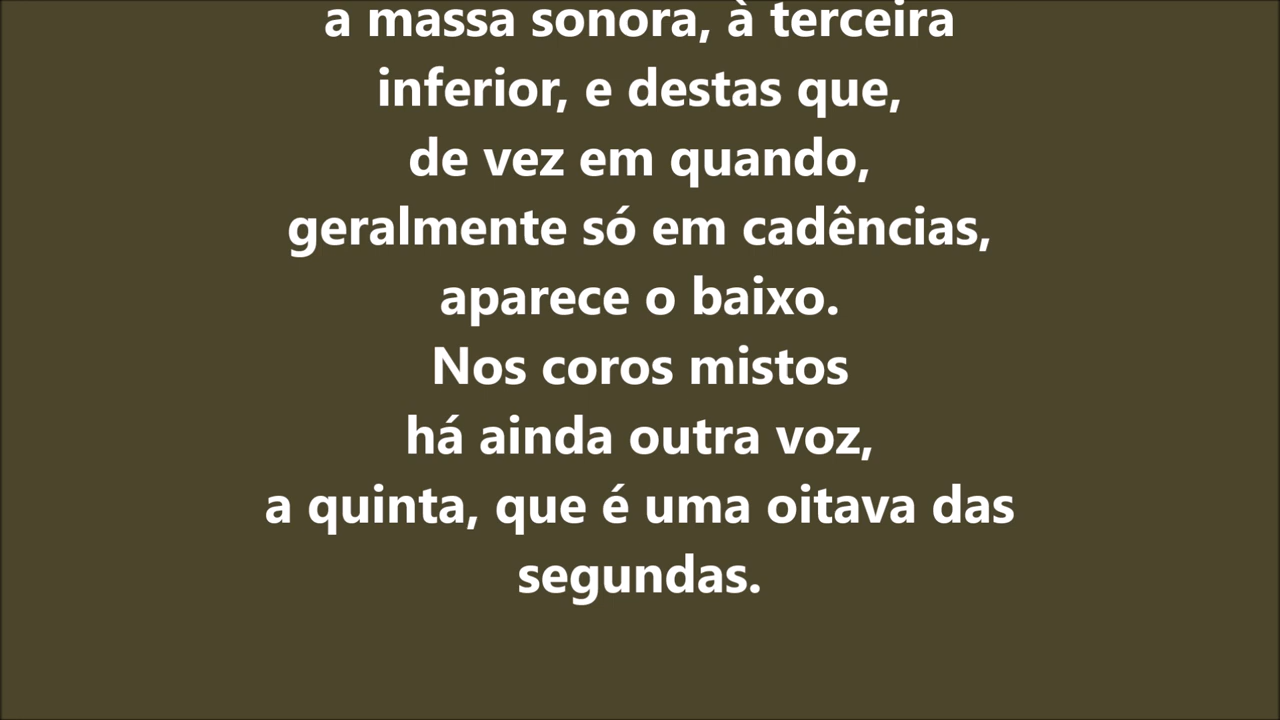 a massa sonora, à terceira
inferior, e destas que,
de vez em quando,
geralmente só em cadências,
aparece o baixo.
Nos coros mistos
há ainda outra voz,
a quinta, que é uma oitava das
segundas.